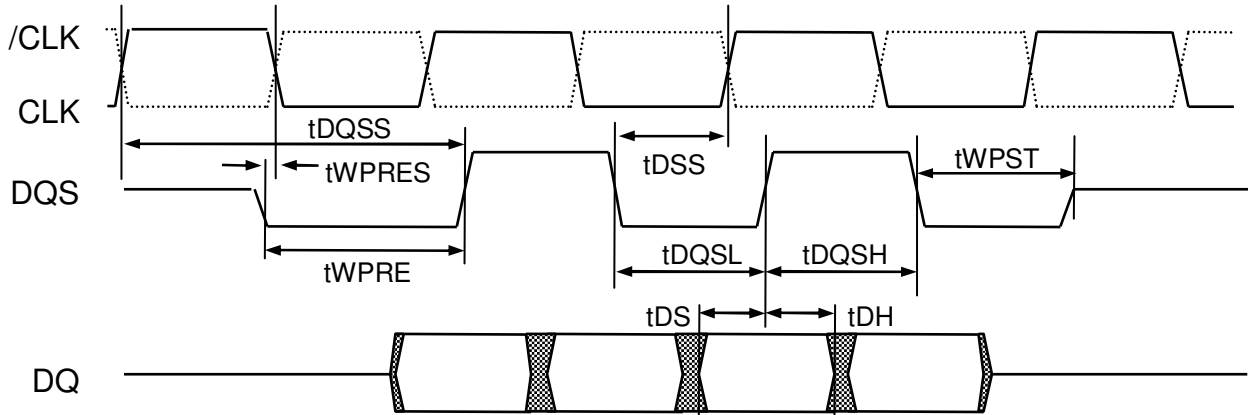 /CLK
CLK
tDQSS
tWPRES
tDSS
tWPST
DQS
tWPRE
tDQSL
tDQSH
tDS
tDH
DQ